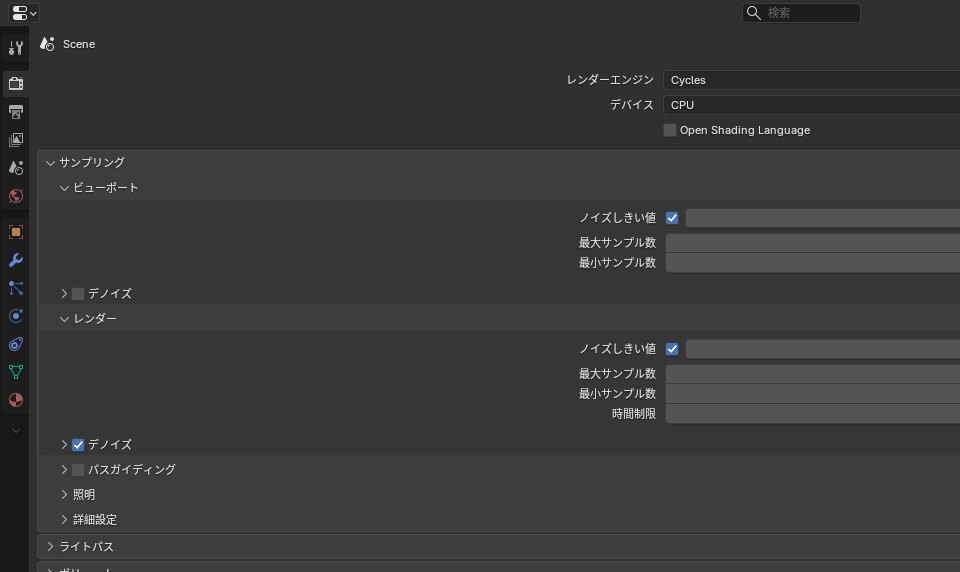 検索
Scene
レンダーエンジン Cycles
デバイス CPU
Open Shading Language
サンプリング
ビューポート
ノイズしきい値
最大サンプル数
最小サンプル数
デノイズ
レンダー
ノイズしきい値
最大サンプル数
最小サンプル数
時間制限
デノイズ
パスガイディング
照明
詳細設定
ライトパス